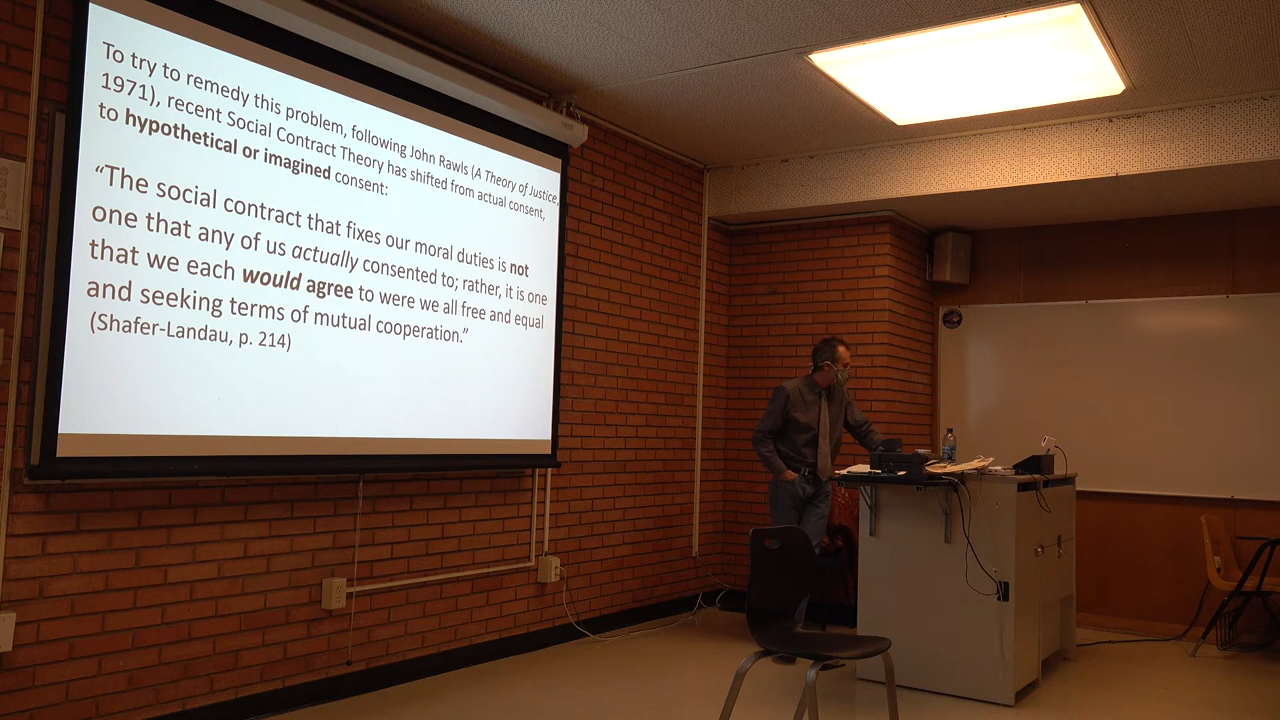 To try to remedy this problem, following John Rawls (A Theory of Justice,
1971), recent Social Contract Theory has shifted from actual consent,
to hypothetical or imagined consent:
“The social contract that fixes our moral duties is not
one that any of us actually consented to; rather, it is one
that we each would agree to were we all free and equal
and seeking terms of mutual cooperation.”
(Shafer-Landau, p. 214)